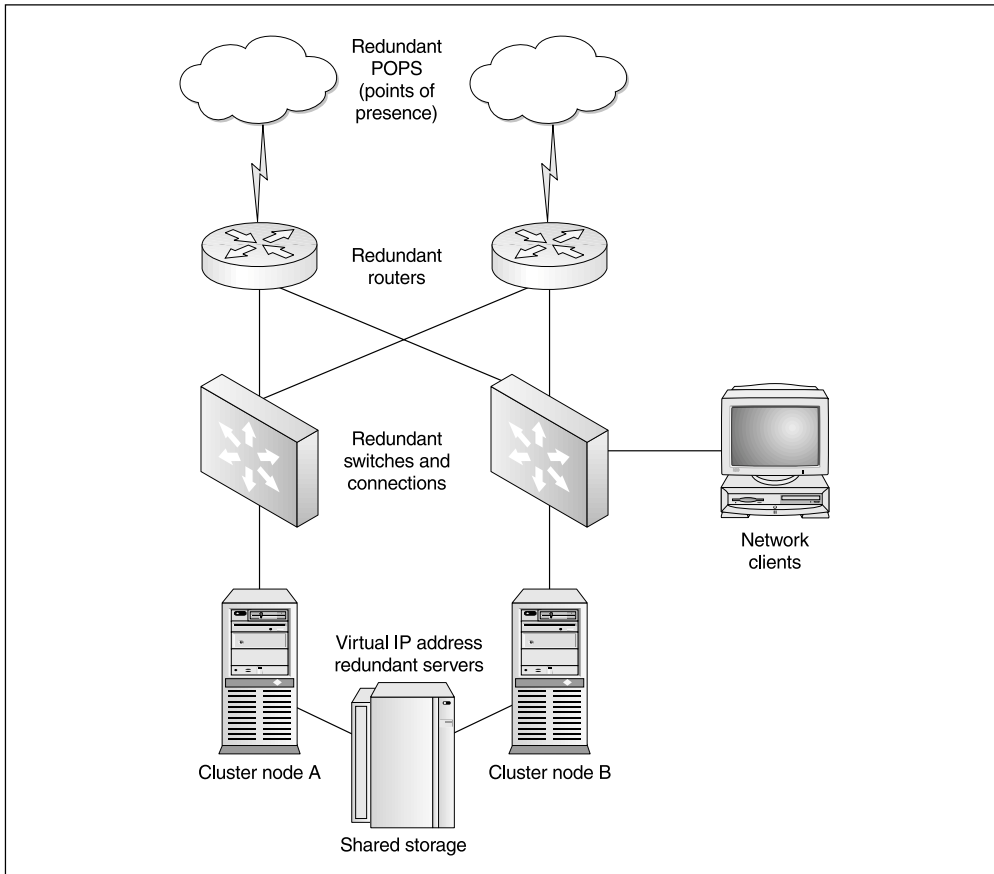 Redundant
POPS
(points of
presence)
Redundant
routers
Redundant
switches and
connections
Network
clients
Virtual IP address
redundant servers
Cluster node A
Cluster node B
Shared storage